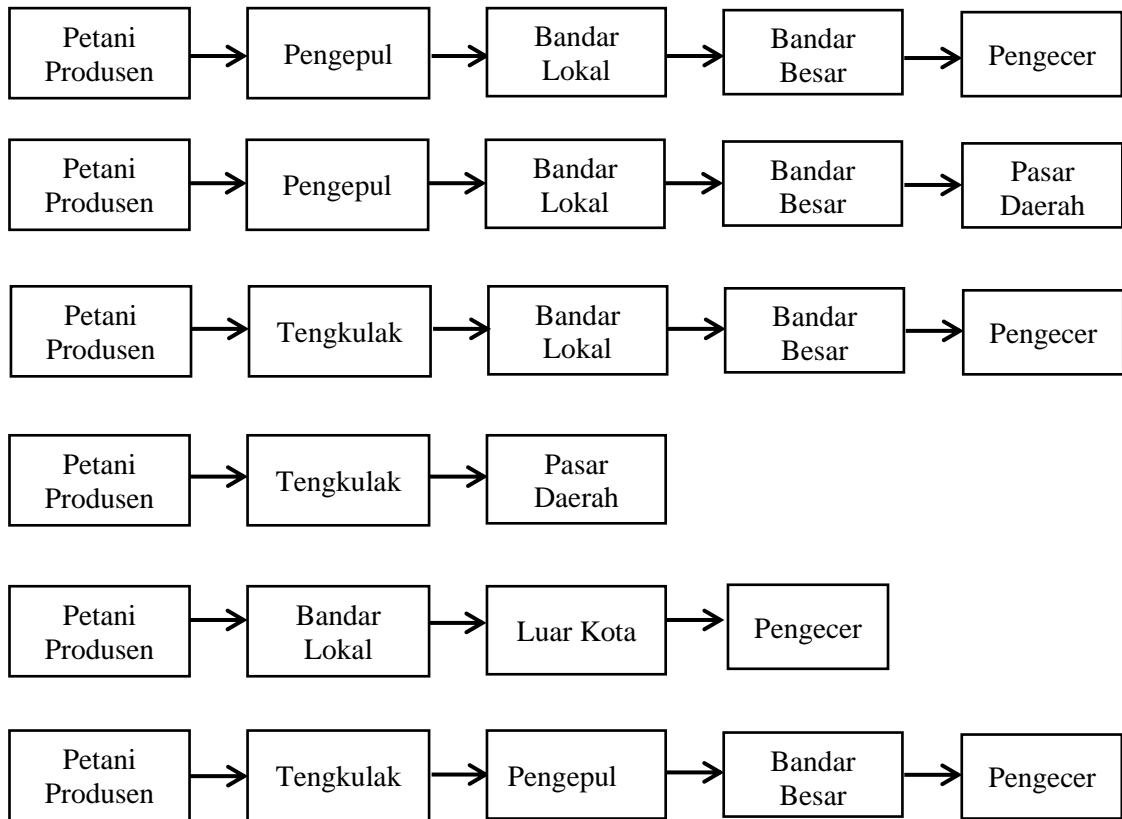 Petani
Produsen
Pengepul
Bandar
Lokal
Bandar
Besar
Pengecer
Petani
Produsen
Pengepul
Bandar
Lokal
Bandar
Besar
Pasar
Daerah
Petani
Produsen
Tengkulak
Bandar
Lokal
Bandar
Besar
Pengecer
Petani
Produsen
Tengkulak
Pasar
Daerah
Petani
Produsen
Bandar
Lokal
Luar Kota
Pengecer
Petani
Produsen
Tengkulak
Pengepul
Bandar
Besar
Pengecer